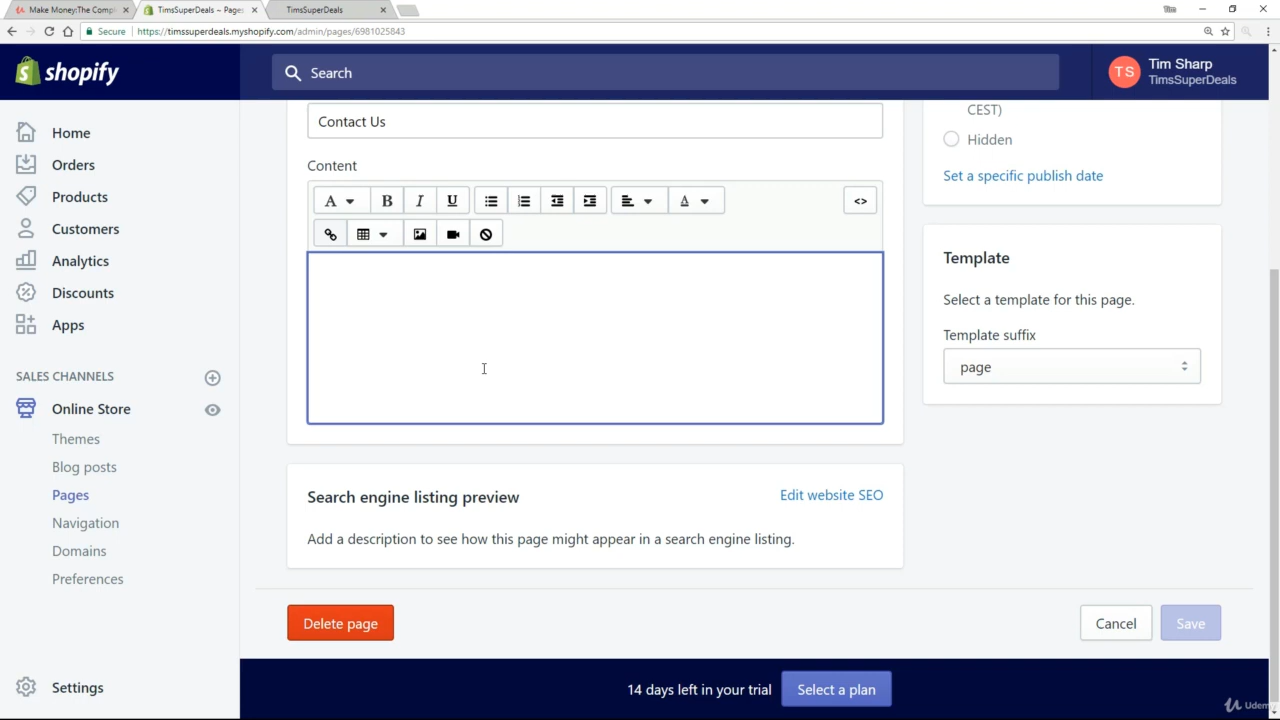 Make Money:The Compl
TimsSuperDeals ~ Pages
TimsSuperDeals
Tim
Secure
https://timssuperdeals.myshopify.com/admin/pages/6981025843
shopify
Search
TS
Tim Sharp
TimsSuperDeals
Home
Orders
Products
Customers
Analytics
Discounts
Apps
SALES CHANNELS
Online Store
Themes
Blog posts
Pages
Navigation
Domains
Preferences
Settings
Contact Us
Content
A
B
I
U
A
<>
Search engine listing preview
Edit website SEO
Add a description to see how this page might appear in a search engine listing.
CEST)
Hidden
Set a specific publish date
Template
Select a template for this page.
Template suffix
page
Delete page
Cancel
Save
14 days left in your trial
Select a plan
Udemy